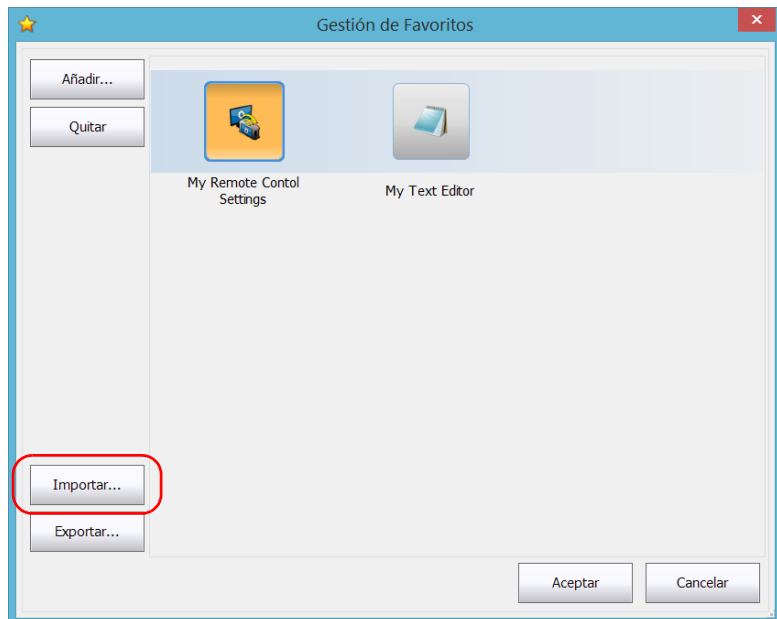 Gestión de Favoritos
Añadir...
Quitar
My Remote Contol
Settings
My Text Editor
Importar...
Exportar...
Aceptar
Cancelar